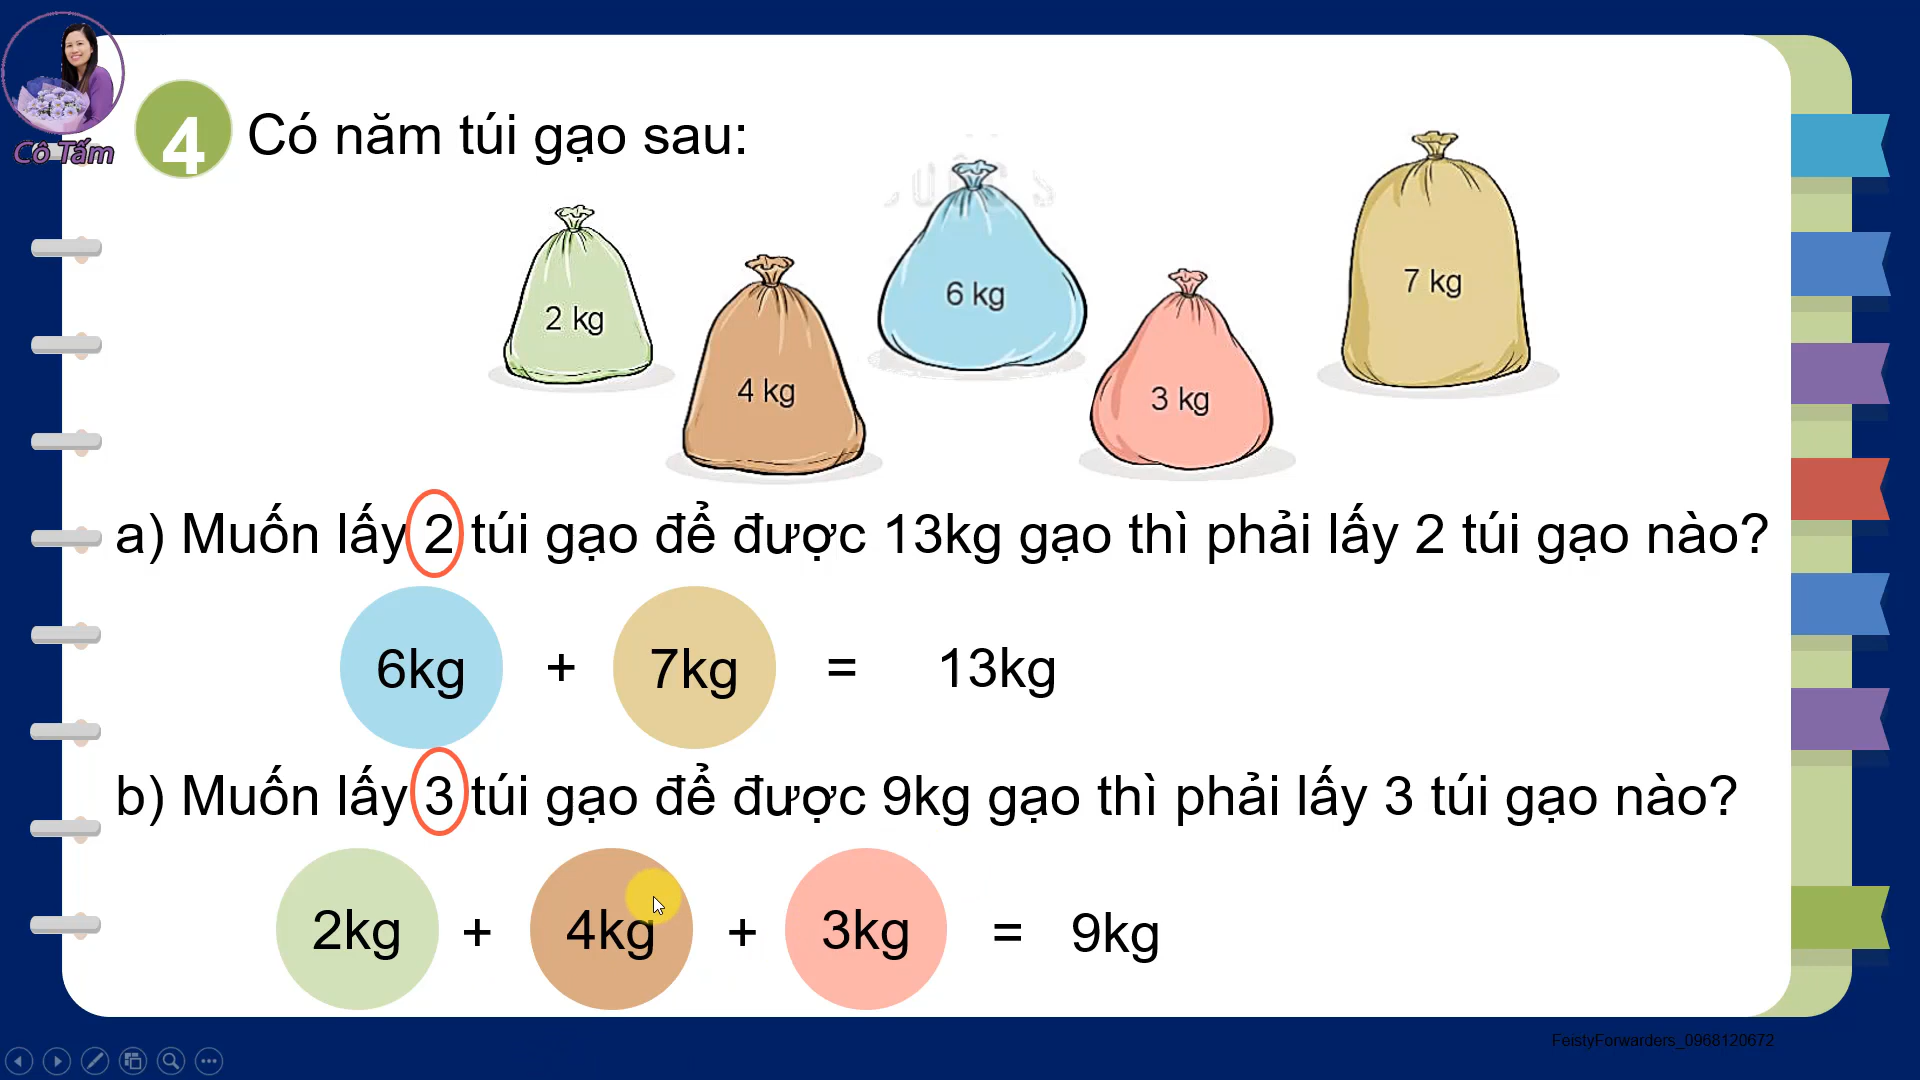 Cô Tấm
4 Có năm túi gạo sau:
2 kg
4 kg
6 kg
3 kg
7 kg
a) Muốn lấy 2 túi gạo để được 13kg gạo thì phải lấy 2 túi gạo nào?
6kg + 7kg = 13kg
b) Muốn lấy 3 túi gạo để được 9kg gạo thì phải lấy 3 túi gạo nào?
2kg + 4kg + 3kg = 9kg
FeistyForwarders_0968120672